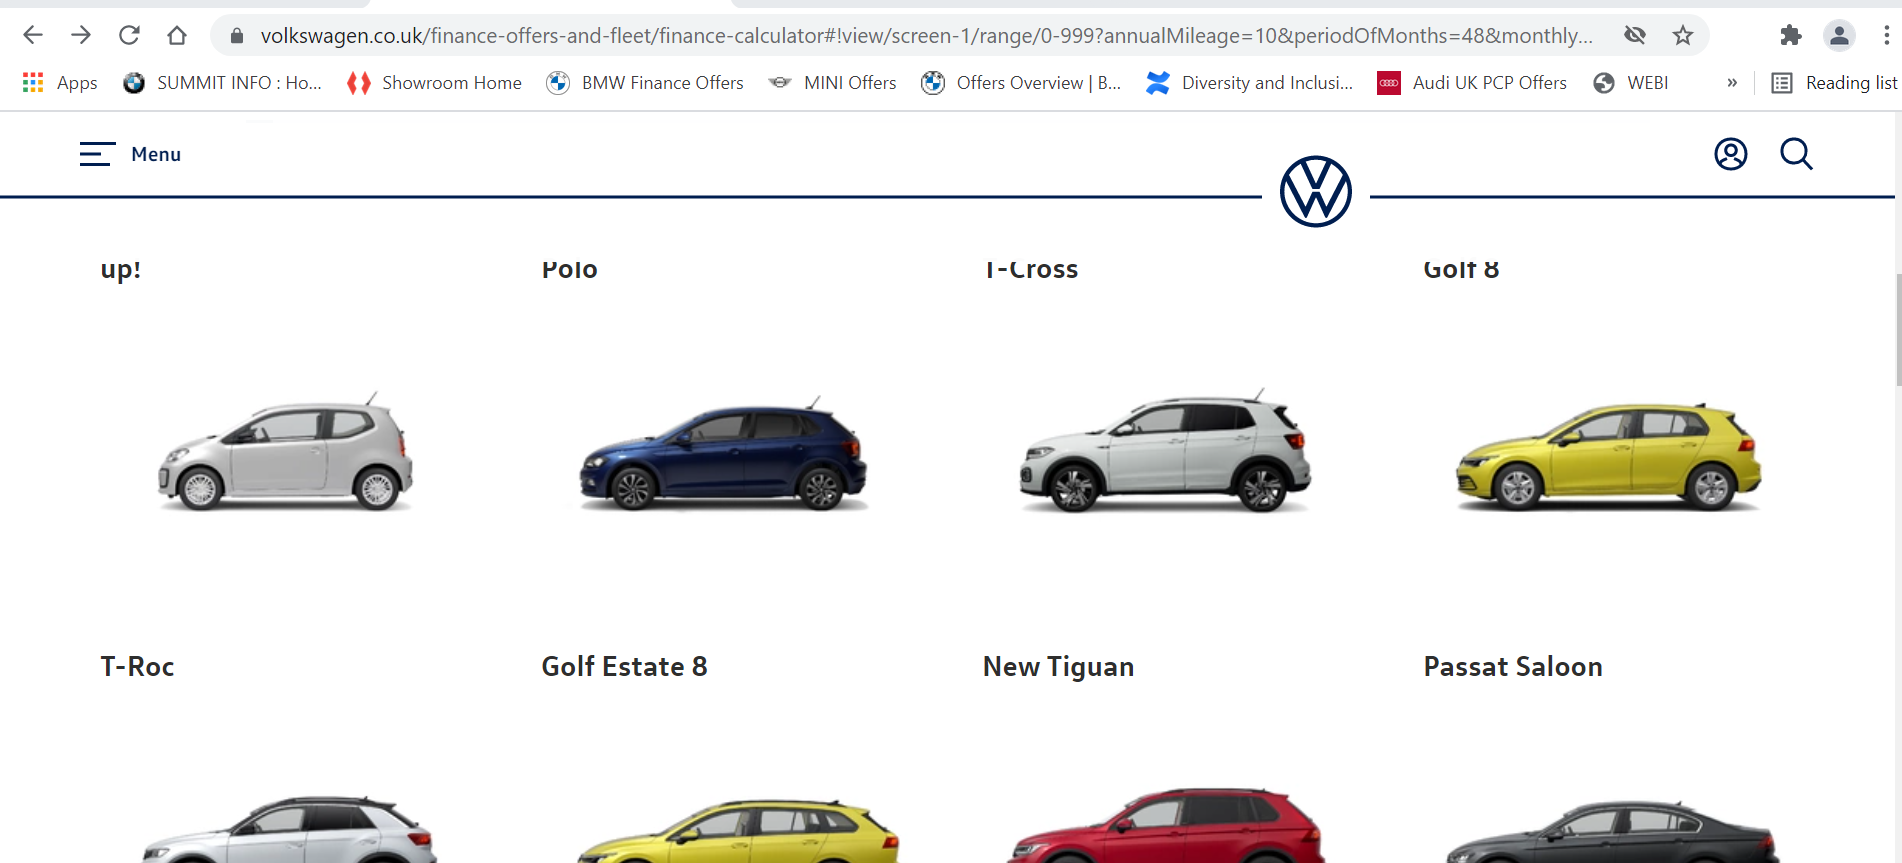 volkswagen.co.uk/finance-offers-and-fleet/finance-calculator#!view/screen-1/range/0-999?annualMileage=10&periodOfMonths=48&monthly...
Apps SUMMIT INFO : Ho... Showroom Home BMW Finance Offers MINI Offers Offers Overview | B... Diversity and Inclusi... Audi UK PCP Offers WEBI » Reading list
Menu
up! Polo T-Cross Golf 8
T-Roc Golf Estate 8 New Tiguan Passat Saloon